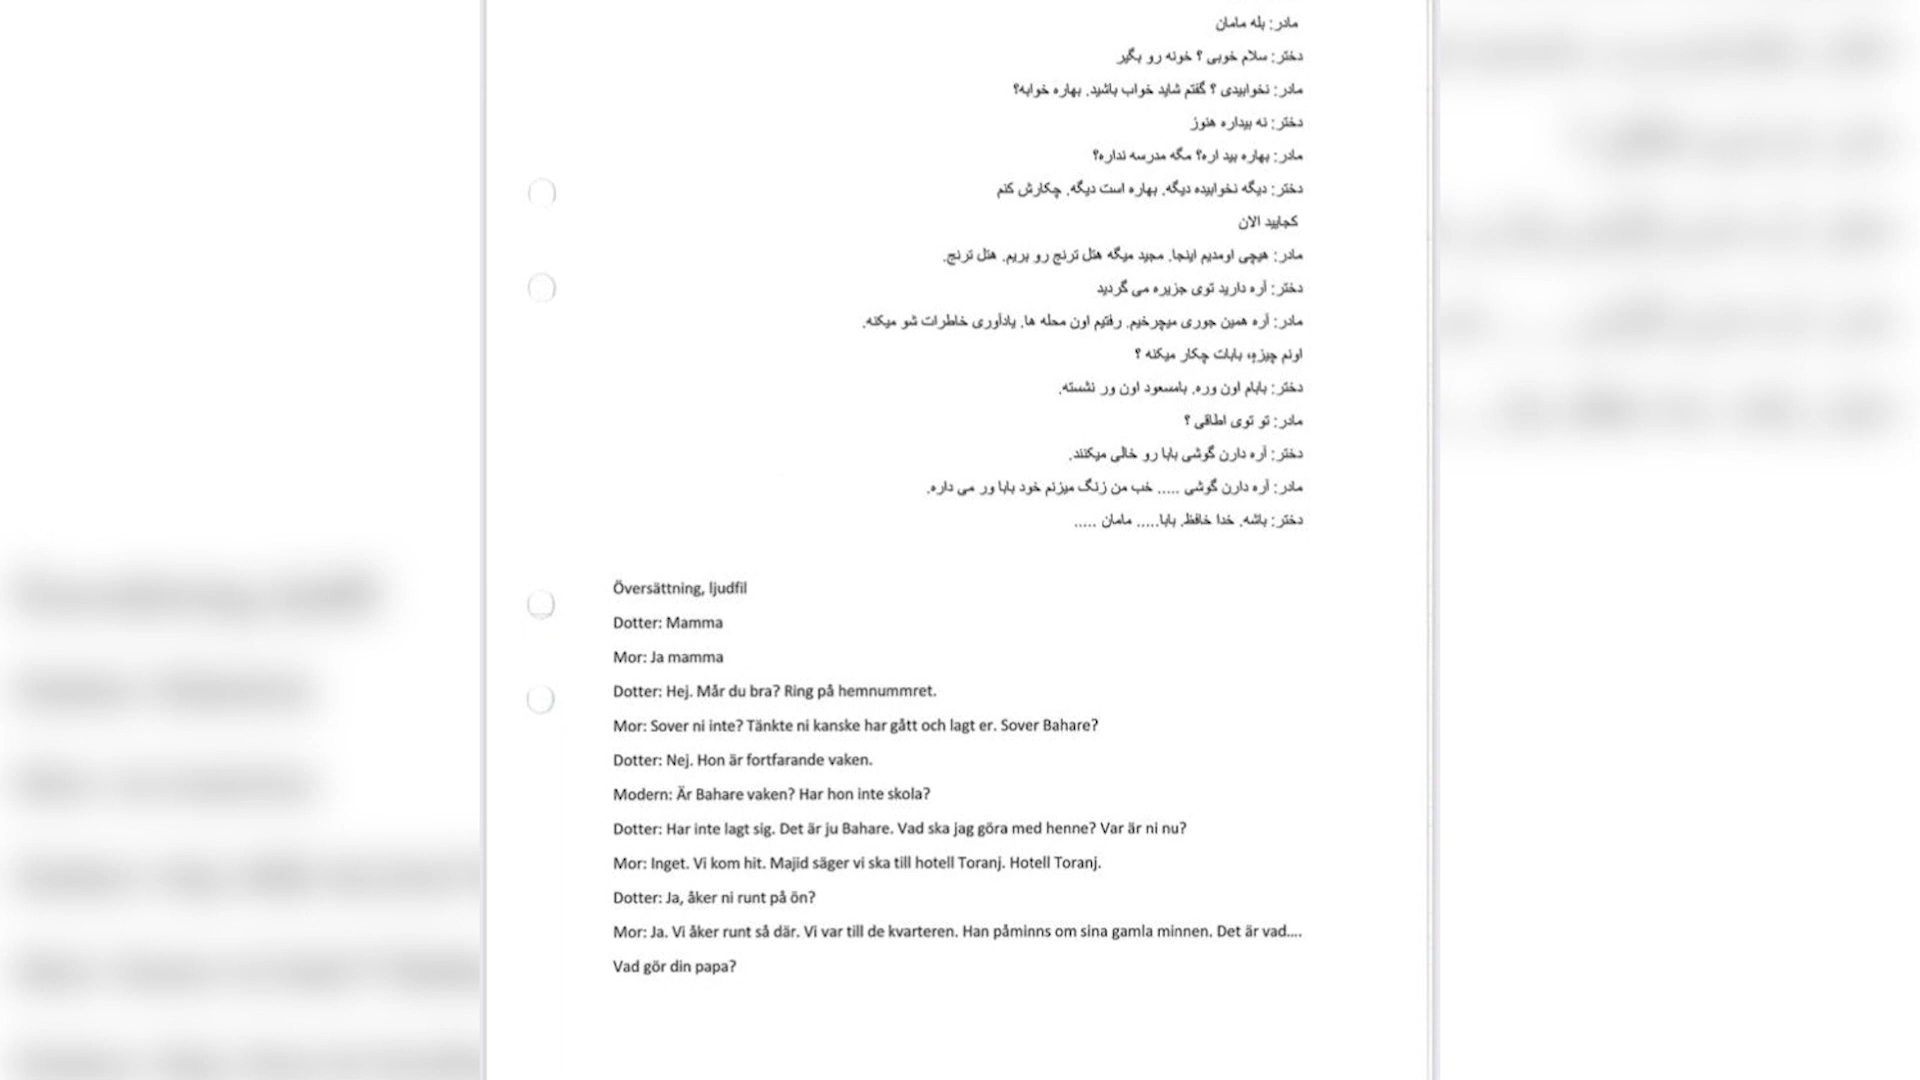 مادر: بله مامان
دختر: سلام خوبی ؟ خونه رو بگیر
مادر: نخوابیدی ؟ گفتم شاید خواب باشید. بهاره خوابه؟
دختر: نه بیداره هنوز
مادر: بهاره بید اره؟ مگه مدرسه نداره؟
دختر: دیگه نخوابیده دیگه. بهاره است دیگه. چکارش کنم
کجایید الان
مادر: هیچی اومدیم اینجا. مجید میگه هتل ترنج رو بریم. هتل ترنج.
دختر: آره دارید توی جزیره می گردید
مادر: آره همین جوری میچرخیم. رفتیم اون محله ها. یادآوری خاطرات شو میکنه.
اونم چیزه، بابات چکار میکنه ؟
دختر: بابام اون وره. بامسعود اون ور نشسته.
مادر: تو توی اطاقی ؟
دختر: آره دارن گوشی بابا رو خالی میکنند.
مادر: آره دارن گوشی ..... خب من زنگ میزنم خود بابا ور می داره.
دختر: باشه. خدا خافظ. بابا..... مامان .....
Översättning, ljudfil
Dotter: Mamma
Mor: Ja mamma
Dotter: Hej. Mår du bra? Ring på hemnummret.
Mor: Sover ni inte? Tänkte ni kanske har gått och lagt er. Sover Bahare?
Dotter: Nej. Hon är fortfarande vaken.
Modern: Är Bahare vaken? Har hon inte skola?
Dotter: Har inte lagt sig. Det är ju Bahare. Vad ska jag göra med henne? Var är ni nu?
Mor: Inget. Vi kom hit. Majid säger vi ska till hotell Toranj. Hotell Toranj.
Dotter: Ja, åker ni runt på ön?
Mor: Ja. Vi åker runt så där. Vi var till de kvarteren. Han påminns om sina gamla minnen. Det är vad....
Vad gör din papa?